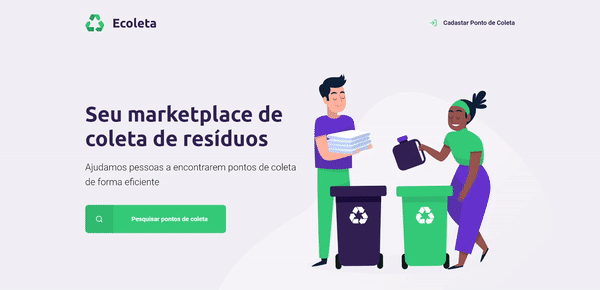 Ecoleta
Cadastar Ponto de Coleta
Seu marketplace de
coleta de resíduos
Ajudamos pessoas a encontrarem pontos de coleta
de forma eficiente
Pesquisar pontos de coleta